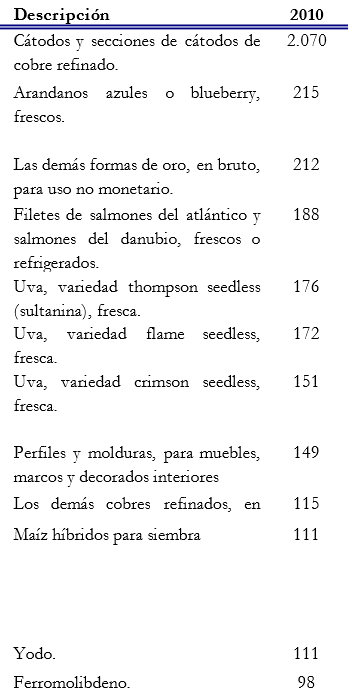 Descripción 2010
Cátodos y secciones de cátodos de 2.070
cobre refinado.
Arandanos azules o blueberry, 215
frescos.
Las demás formas de oro, en bruto, 212
para uso no monetario.
Filetes de salmones del atlántico y 188
salmones del danubio, frescos o
refrigerados.
Uva, variedad thompson seedless 176
(sultanina), fresca.
Uva, variedad flame seedless, 172
fresca.
Uva, variedad crimson seedless, 151
fresca.
Perfiles y molduras, para muebles, 149
marcos y decorados interiores
Los demás cobres refinados, en 115
Maíz híbridos para siembra 111
Yodo. 111
Ferromolibdeno. 98